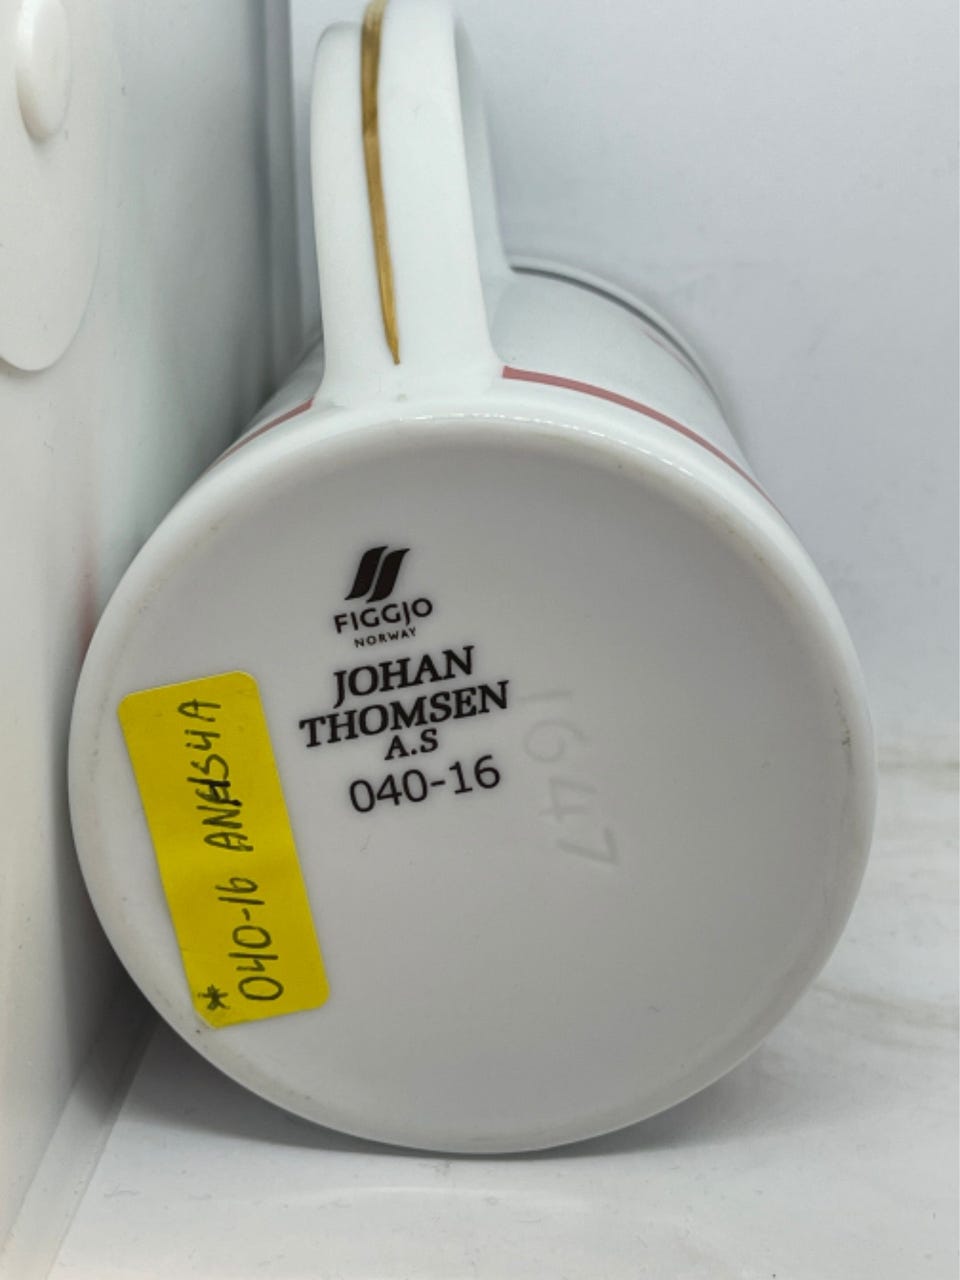 FIGGJO
NORWAY
JOHAN
THOMSEN
A.S
040-16
1647
* 040-16